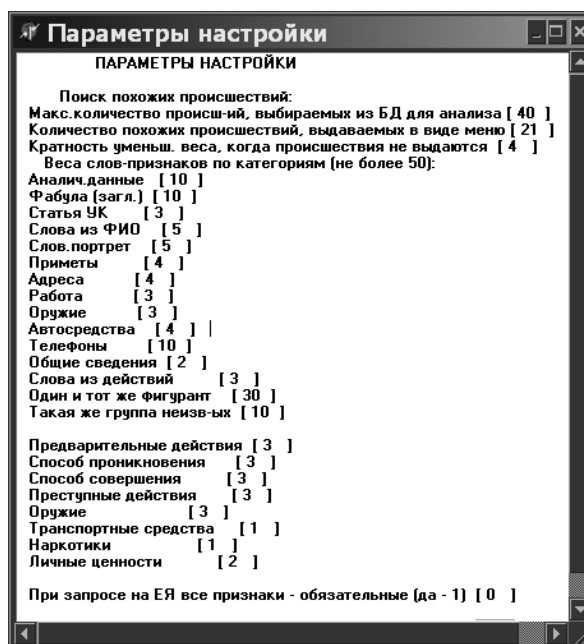 Параметры настройки
ПАРАМЕТРЫ НАСТРОЙКИ
Поиск похожих происшествий:
Макс.количество происш-ий, выбираемых из БД для анализа [ 40 ]
Количество похожих происшествий, выдаваемых в виде меню [ 21 ]
Кратность уменьш. веса, когда происшествия не выдаются [ 4 ]
Веса слов-признаков по категориям (не более 50):
Аналич.данные [ 10 ]
Фабула (загл.) [ 10 ]
Статья УК [ 3 ]
Слова из ФИО [ 5 ]
Слов.портрет [ 5 ]
Приметы [ 4 ]
Адреса [ 4 ]
Работа [ 3 ]
Оружие [ 3 ]
Автосредства [ 4 ]
Телефоны [ 10 ]
Общие сведения [ 2 ]
Слова из действий [ 3 ]
Один и тот же фигурант [ 30 ]
Такая же группа неизв-ых [ 10 ]
Предварительные действия [ 3 ]
Способ проникновения [ 3 ]
Способ совершения [ 3 ]
Преступные действия [ 3 ]
Оружие [ 3 ]
Транспортные средства [ 1 ]
Наркотики [ 1 ]
Личные ценности [ 2 ]
При запросе на ЕЯ все признаки - обязательные (да - 1) [ 0 ]